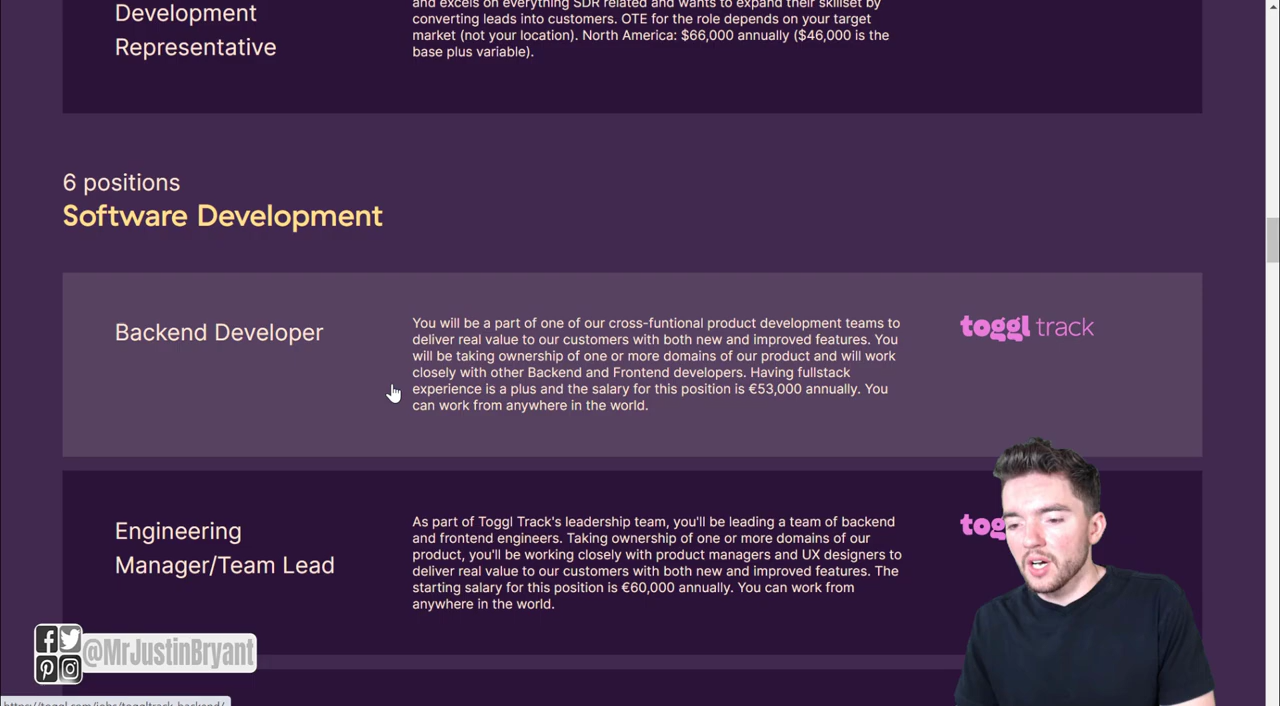 Development
Representative
and excels on everything SDR related and wants to expand their skillset by
converting leads into customers. OTE for the role depends on your target
market (not your location). North America: $66,000 annually ($46,000 is the
base plus variable).
6 positions
Software Development
Backend Developer
You will be a part of one of our cross-funtional product development teams to
deliver real value to our customers with both new and improved features. You
will be taking ownership of one or more domains of our product and will work
closely with other Backend and Frontend developers. Having fullstack
experience is a plus and the salary for this position is €53,000 annually. You
can work from anywhere in the world.
toggl track
Engineering
Manager/Team Lead
As part of Toggl Track's leadership team, you'll be leading a team of backend
and frontend engineers. Taking ownership of one or more domains of our
product, you'll be working closely with product managers and UX designers to
deliver real value to our customers with both new and improved features. The
starting salary for this position is €60,000 annually. You can work from
anywhere in the world.
togg
@MrJustinBryant
https://toggl.com/jobs/toggltrack-backend/